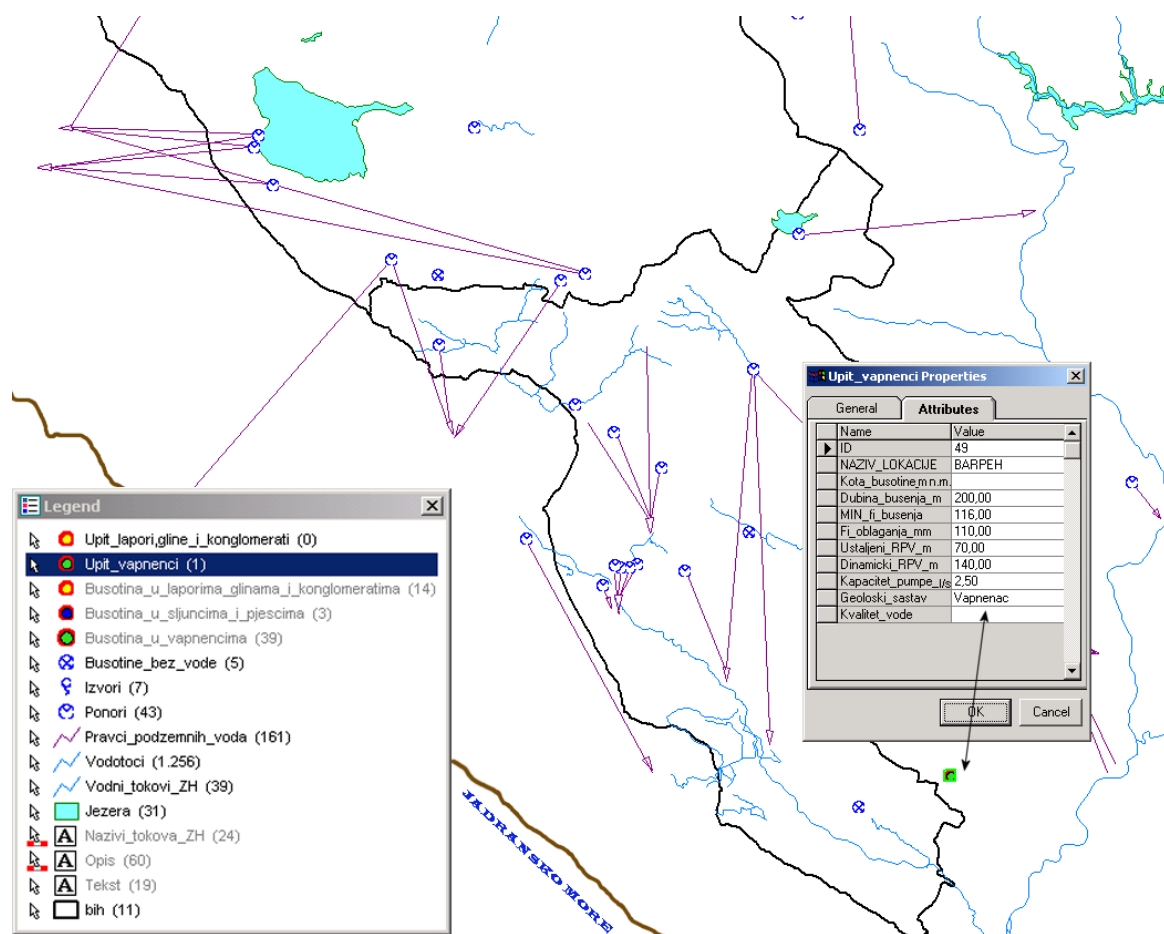 Upit_vapnenci Properties
General
Attributes
Name Value
ID 49
NAZIV_LOKACIJE BARPEH
Kota_busotine_m n.m.
Dubina_busenja_m 200,00
MIN_fi_busenja 116,00
Fi_oblaganja_mm 110,00
Ustaljeni_RPV_m 70,00
Dinamicki_RPV_m 140,00
Kapacitet_pumpe_l/s 2,50
Geoloski_sastav Vapnenac
Kvalitet_vode
OK
Cancel
Legend
Upit_lapori,gline_i_konglomerati (0)
Upit_vapnenci (1)
Busotina_u_laporima_glinama_i_konglomeratima (14)
Busotina_u_sljuncima_i_pjescima (3)
Busotina_u_vapnencima (39)
Busotine_bez_vode (5)
Izvori (7)
Ponori (43)
Pravci_podzemnih_voda (161)
Vodotoci (1.256)
Vodni_tokovi_ZH (39)
Jezera (31)
A Nazivi_tokova_ZH (24)
A Opis (60)
A Tekst (19)
bih (11)
JADRANSKO MORE